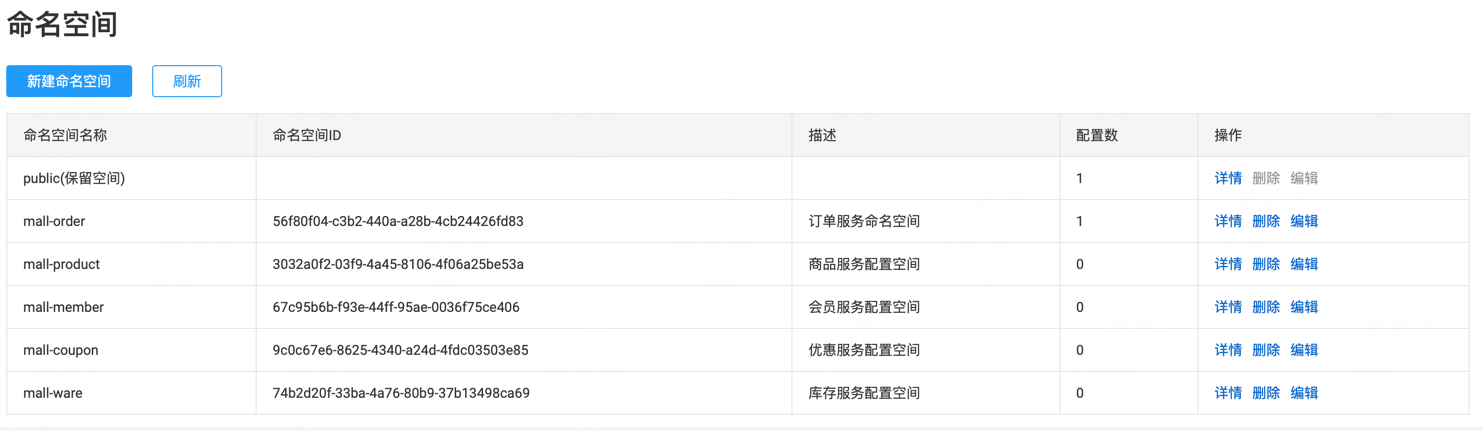 命名空间
新建命名空间 刷新
命名空间名称 命名空间ID 描述 配置数 操作
public(保留空间) 1 详情 删除 编辑
mall-order 56f80f04-c3b2-440a-a28b-4cb24426fd83 订单服务命名空间 1 详情 删除 编辑
mall-product 3032a0f2-03f9-4a45-8106-4f06a25be53a 商品服务配置空间 0 详情 删除 编辑
mall-member 67c95b6b-f93e-44ff-95ae-0036f75ce406 会员服务配置空间 0 详情 删除 编辑
mall-coupon 9c0c67e6-8625-4340-a24d-4fdc03503e85 优惠服务配置空间 0 详情 删除 编辑
mall-ware 74b2d20f-33ba-4a76-80b9-37b13498ca69 库存服务配置空间 0 详情 删除 编辑